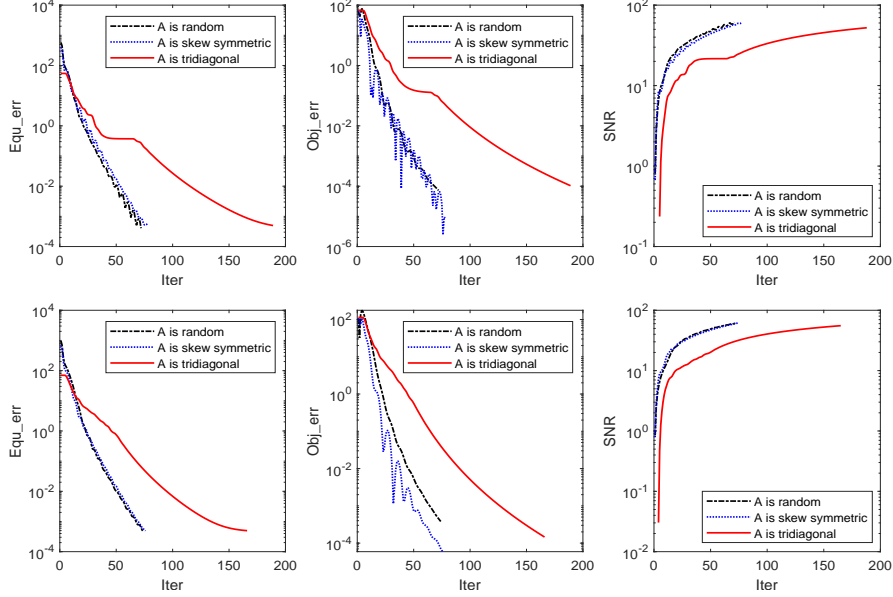 10^4
10^2
10^0
10^-2
10^-4
0
50
100
150
200
Iter
Equ_err
A is random
A is skew symmetric
A is tridiagonal
10^2
10^0
10^-2
10^-4
10^-6
0
50
100
150
200
Iter
Obj_err
A is random
A is skew symmetric
A is tridiagonal
10^2
10^1
10^0
10^-1
0
50
100
150
200
Iter
SNR
A is random
A is skew symmetric
A is tridiagonal
10^4
10^2
10^0
10^-2
10^-4
0
50
100
150
200
Iter
Equ_err
A is random
A is skew symmetric
A is tridiagonal
10^2
10^0
10^-2
10^-4
0
50
100
150
200
Iter
Obj_err
A is random
A is skew symmetric
A is tridiagonal
10^2
10^1
10^0
10^-1
10^-2
0
50
100
150
200
Iter
SNR
A is random
A is skew symmetric
A is tridiagonal